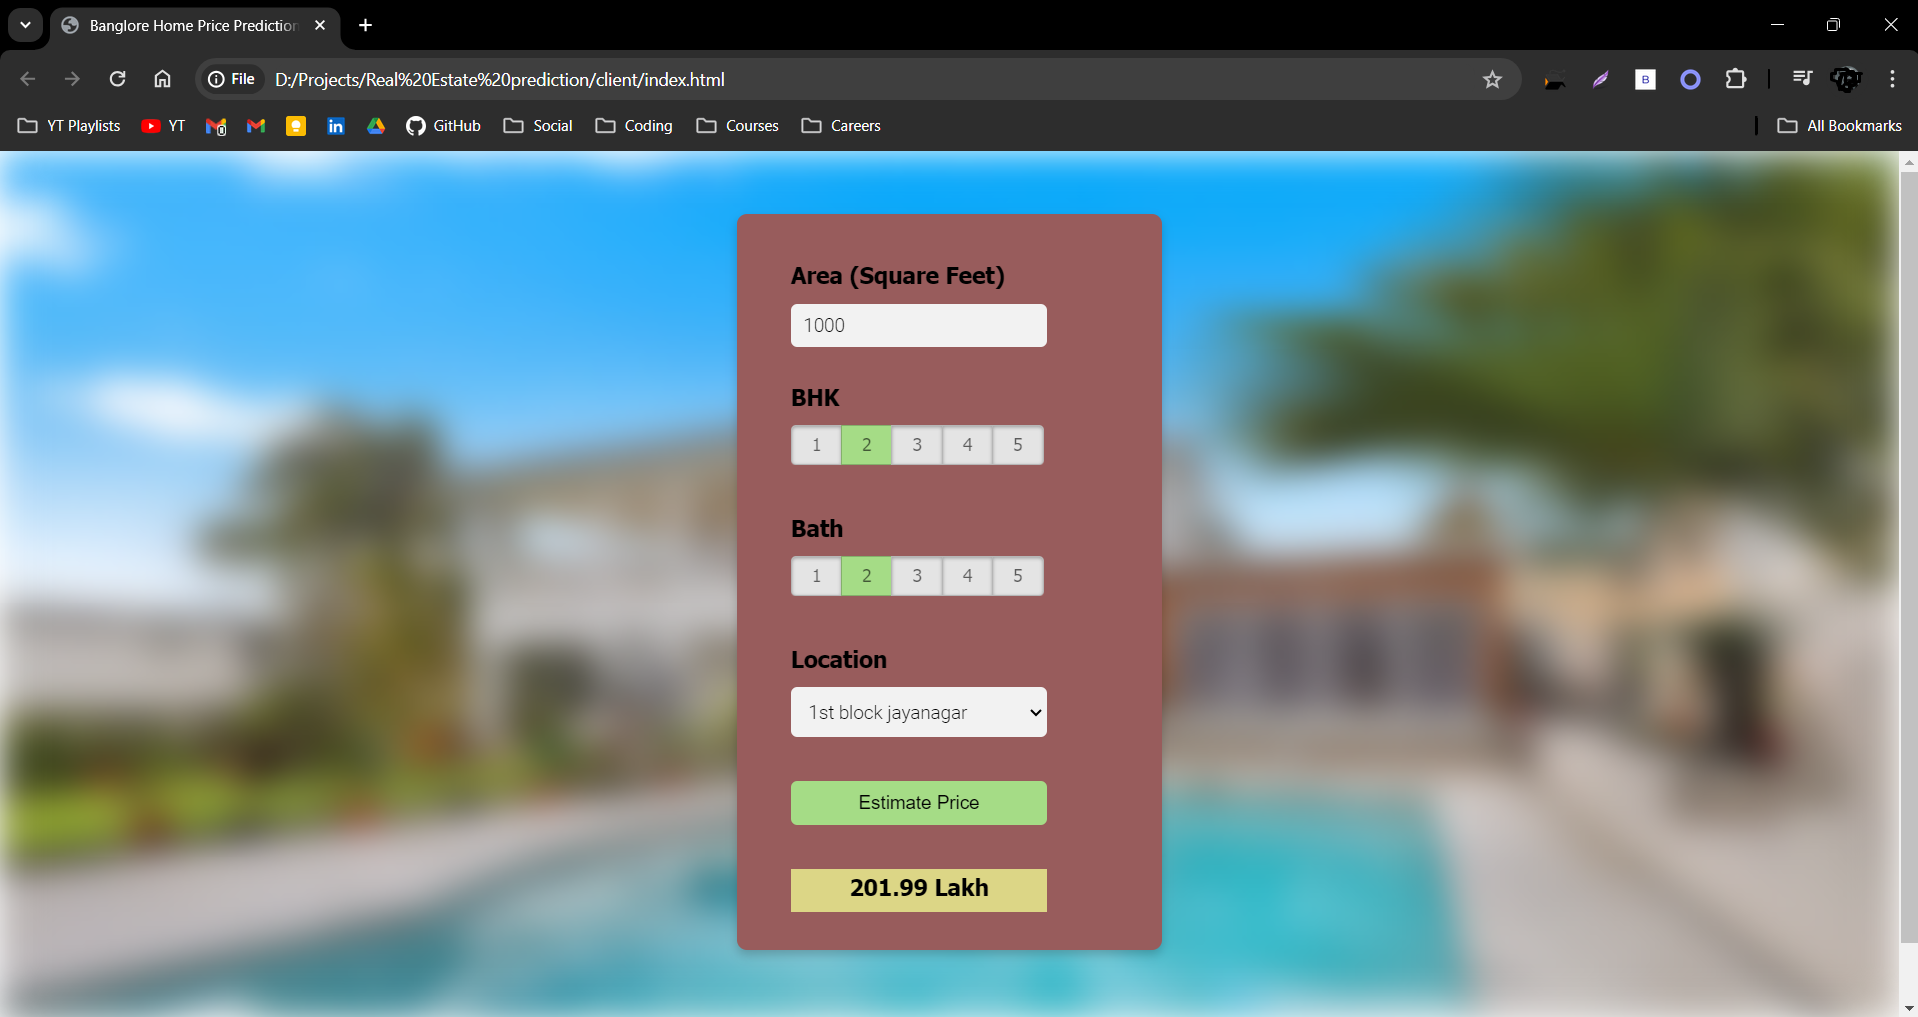 Banglore Home Price Prediction
File D:/Projects/Real%20Estate%20prediction/client/index.html
YT Playlists YT GitHub Social Coding Courses Careers All Bookmarks
Area (Square Feet)
1000
BHK
1 2 3 4 5
Bath
1 2 3 4 5
Location
1st block jayanagar
Estimate Price
201.99 Lakh